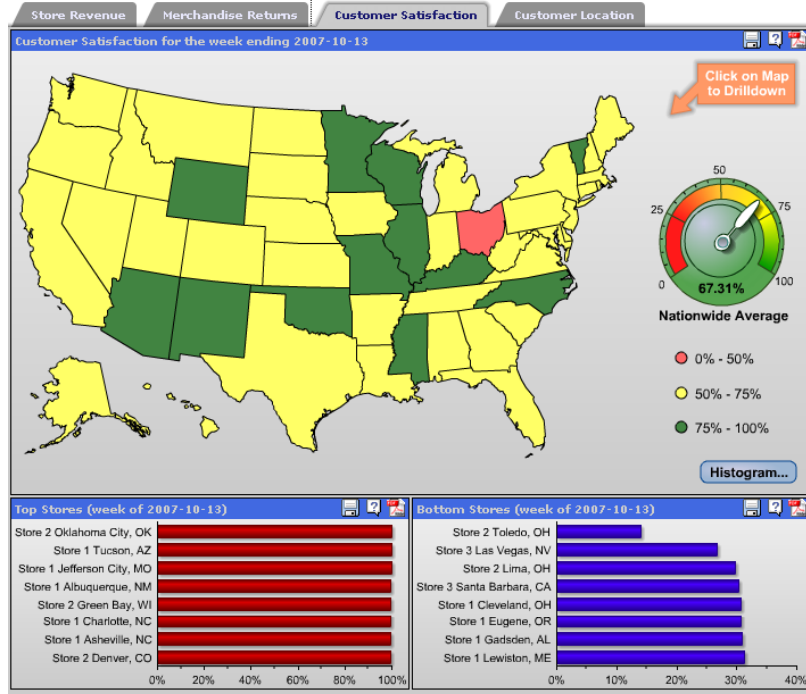 Store Revenue
Merchandise Returns
Customer Satisfaction
Customer Location
Customer Satisfaction for the week ending 2007-10-13
Click on Map
to Drilldown
50
25
75
0
100
67.31%
Nationwide Average
0% - 50%
50% - 75%
75% - 100%
Histogram...
Top Stores (week of 2007-10-13)
Store 2 Oklahoma City, OK
Store 1 Tucson, AZ
Store 1 Jefferson City, MO
Store 1 Albuquerque, NM
Store 2 Green Bay, WI
Store 1 Charlotte, NC
Store 1 Asheville, NC
Store 2 Denver, CO
0% 20% 40% 60% 80% 100%
Bottom Stores (week of 2007-10-13)
Store 2 Toledo, OH
Store 3 Las Vegas, NV
Store 2 Lima, OH
Store 3 Santa Barbara, CA
Store 1 Cleveland, OH
Store 1 Eugene, OR
Store 1 Gadsden, AL
Store 1 Lewiston, ME
0% 10% 20% 30% 40%